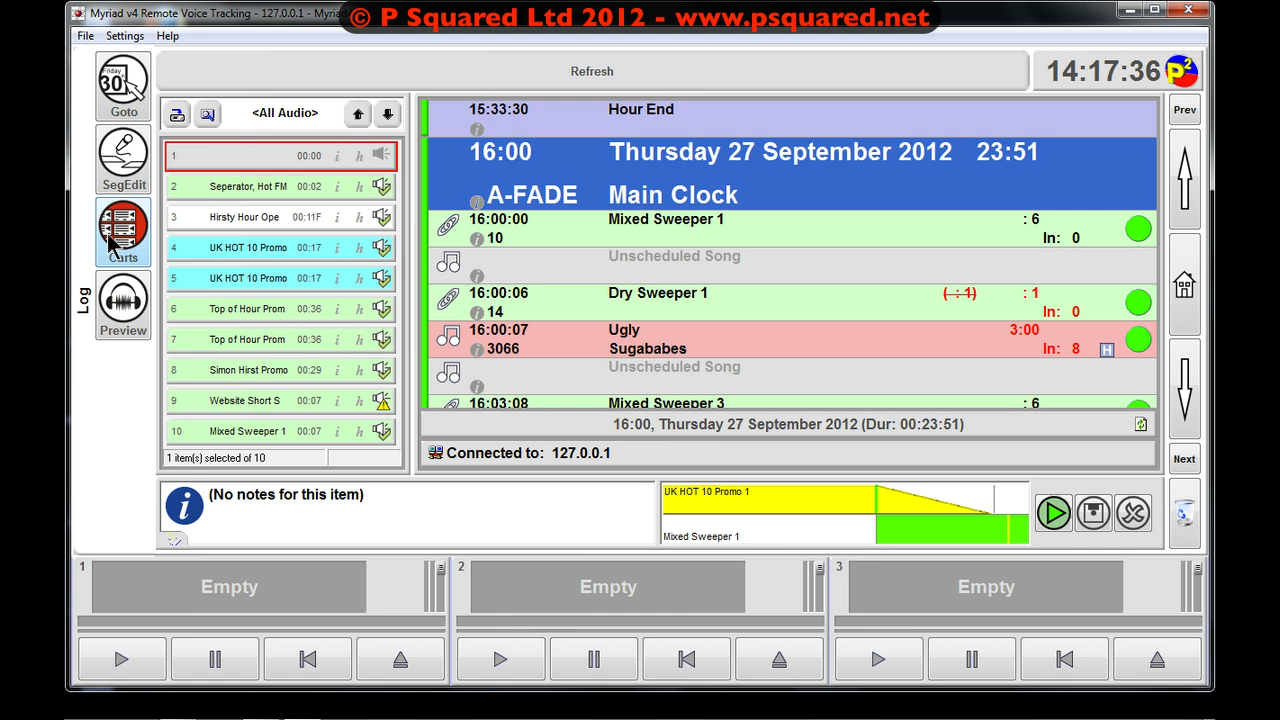 Myriad v4 Remote Voice Tracking - 127.0.0.1 - Myriad
© P Squared Ltd 2012 - www.psquared.net
File Settings Help
Friday
30
Goto
SegEdit
Carts
Preview
Log
Refresh
14:17:36
P2
<All Audio>
1 00:00 i h
2 Seperator, Hot FM 00:02 i h
3 Hirsty Hour Ope 00:11F i h
4 UK HOT 10 Promo 00:17 i h
5 UK HOT 10 Promo 00:17 i h
6 Top of Hour Prom 00:36 i h
7 Top of Hour Prom 00:36 i h
8 Simon Hirst Promo 00:29 i h
9 Website Short S 00:07 i h
10 Mixed Sweeper 1 00:07 i h
1 item(s) selected of 10
15:33:30 Hour End
16:00 Thursday 27 September 2012 23:51
A-FADE Main Clock
16:00:00 Mixed Sweeper 1 : 6
10 In: 0
Unscheduled Song
16:00:06 Dry Sweeper 1 ( : 1) : 1
14 In: 0
16:00:07 Ugly 3:00
3066 Sugababes In: 8 H
Unscheduled Song
16:03:08 Mixed Sweeper 3 : 6
16:00, Thursday 27 September 2012 (Dur: 00:23:51)
Connected to: 127.0.0.1
Prev
Next
(No notes for this item)
UK HOT 10 Promo 1
Mixed Sweeper 1
1 Empty
2 Empty
3 Empty